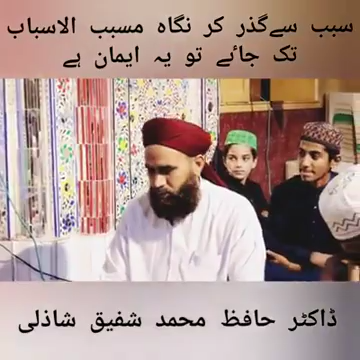 سبب سے گذر کر نگاہ مسبب الاسباب
تک جائے تو یہ ایمان ہے
ڈاکٹر حافظ محمد شفیق شاذلی